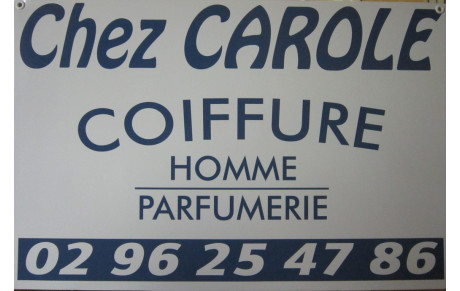 Chez CAROLE
COIFFURE
HOMME
PARFUMERIE
02 96 25 47 86